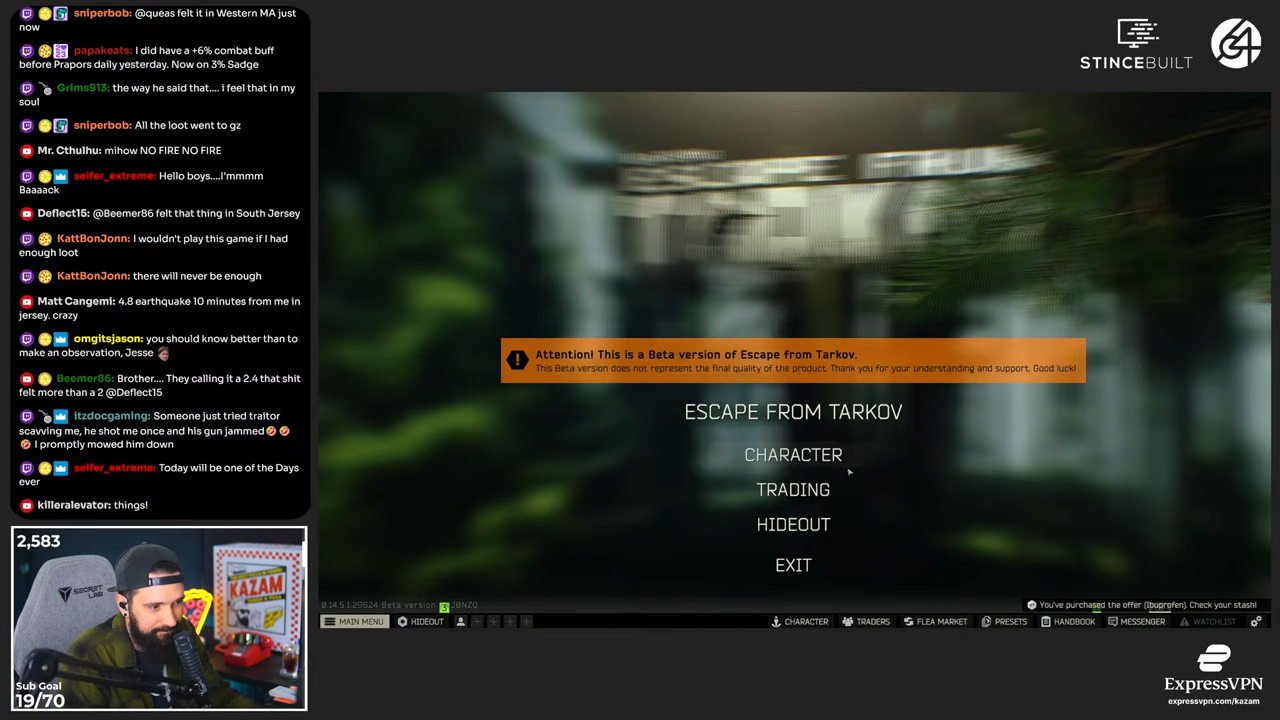 sniperbob: @queas felt it in Western MA just
now
papakeats: I did have a +6% combat buff
before Prapors daily yesterday. Now on 3% Sadge
Grims913: the way he said that.... i feel that in my
soul
sniperbob: All the loot went to gz
Mr. Cthulhu: mihow NO FIRE NO FIRE
seifer_extreme: Hello boys....I'mmmm
Baaaack
Deflect15: @Beemer86 felt that thing in South Jersey
KattBonJonn: I wouldn't play this game if I had
enough loot
KattBonJonn: there will never be enough
Matt Cangemi: 4.8 earthquake 10 minutes from me in
jersey. crazy
omgitsjason: you should know better than to
make an observation, Jesse
Beemer86: Brother.... They calling it a 2.4 that shit
felt more than a 2 @Deflect15
itzdocgaming: Someone just tried traitor
scavving me, he shot me once and his gun jammed🤣 🤣
🤣 I promptly mowed him down
seifer_extreme: Today will be one of the Days
ever
killeralevator: things!
2,583
SECRET
LAB
KAZAM
Sub Goal
19/70
STINCEBUILT
G4
Attention! This is a Beta version of Escape from Tarkov.
This Beta version does not represent the final quality of the product. Thank you for your understanding and support. Good luck!
ESCAPE FROM TARKOV
CHARACTER
TRADING
HIDEOUT
EXIT
0.14.5.1.29624 Beta version
JBNZQ
You've purchased the offer (Ibuprofen). Check your stash!
MAIN MENU
HIDEOUT
CHARACTER
TRADERS
FLEA MARKET
PRESETS
HANDBOOK
MESSENGER
WATCHLIST
ExpressVPN
expressvpn.com/kazam